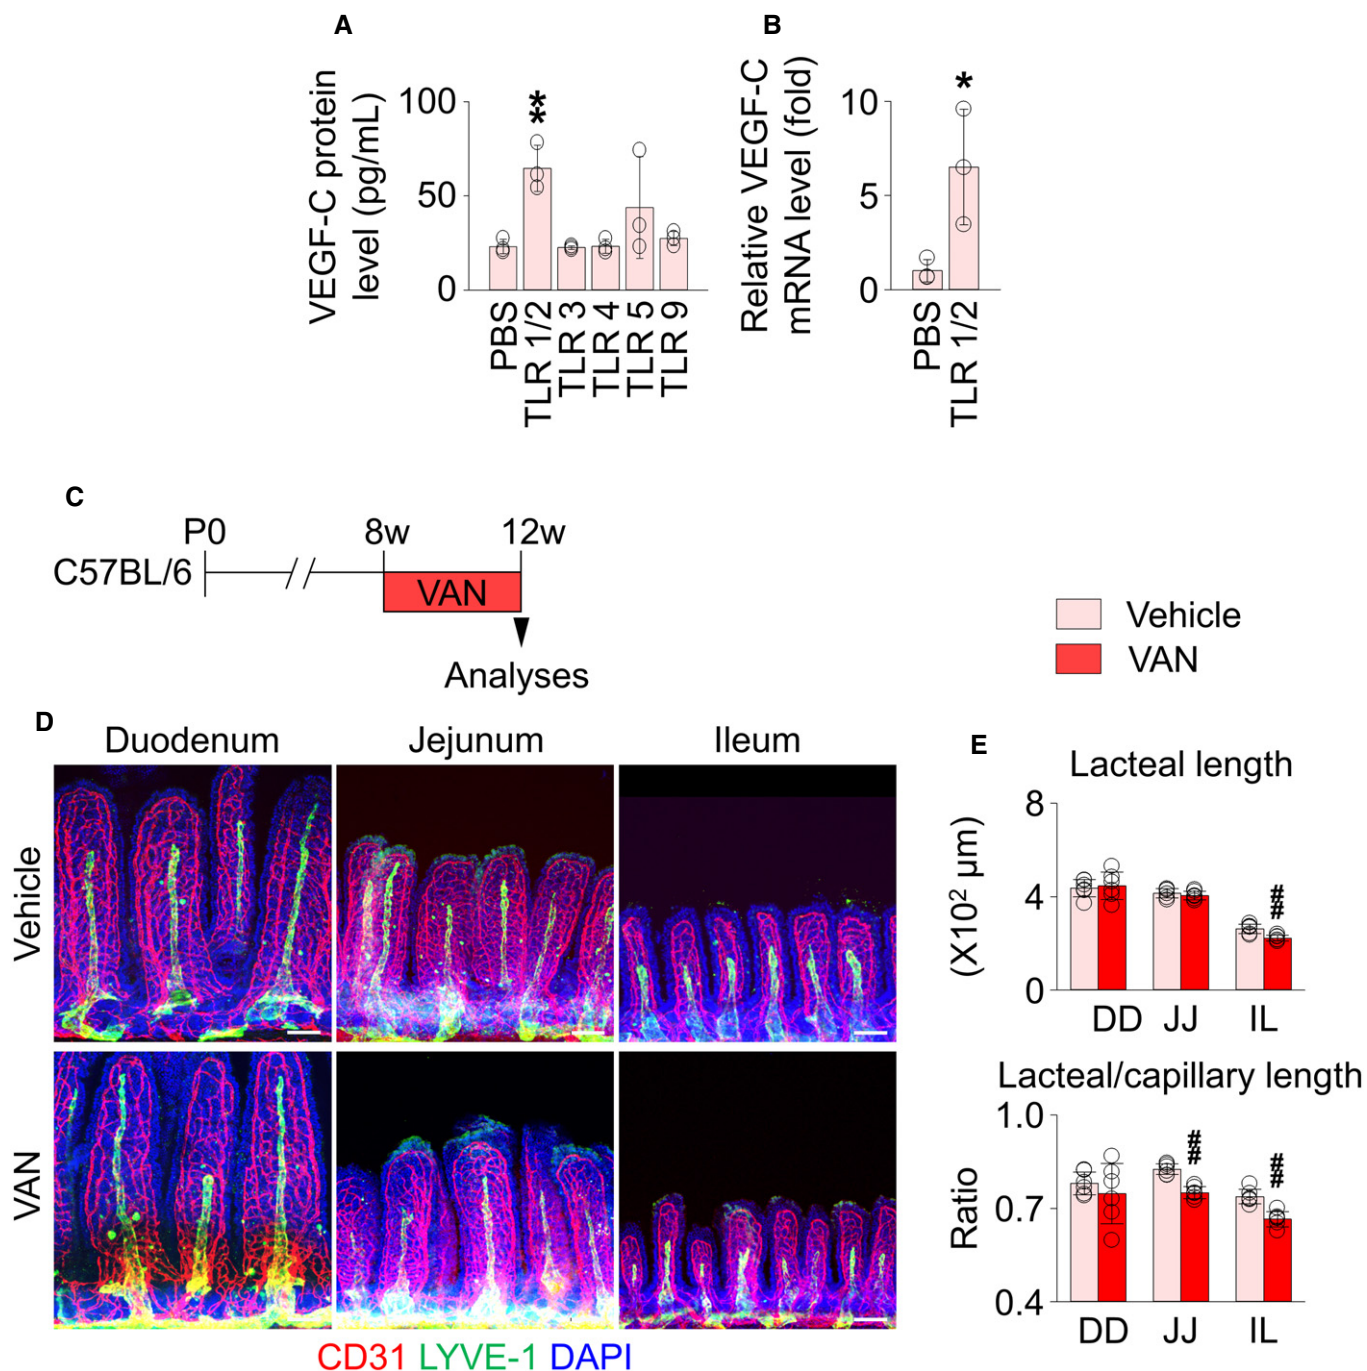 A
VEGF-C protein
level (pg/mL)
100
50
0
**
PBS
TLR 1/2
TLR 3
TLR 4
TLR 5
TLR 9
B
Relative VEGF-C
mRNA level (fold)
10
5
0
*
PBS
TLR 1/2
C
P0
8w
12w
C57BL/6
VAN
Analyses
Vehicle
VAN
D
Duodenum
Jejunum
Ileum
Vehicle
VAN
CD31 LYVE-1 DAPI
E
Lacteal length
(X10² µm)
8
4
0
##
DD
JJ
IL
Lacteal/capillary length
Ratio
1.0
0.7
0.4
##
##
DD
JJ
IL